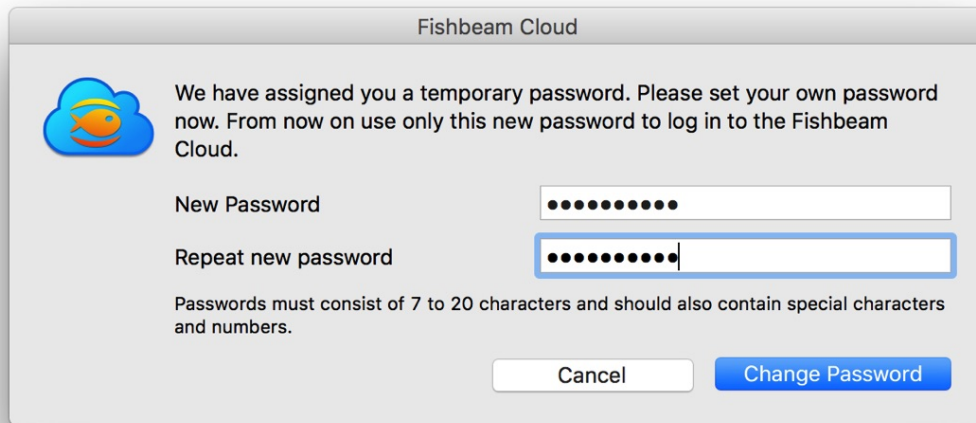 Fishbeam Cloud
We have assigned you a temporary password. Please set your own password
now. From now on use only this new password to log in to the Fishbeam
Cloud.
New Password ●●●●●●●●●●
Repeat new password ●●●●●●●●●●
Passwords must consist of 7 to 20 characters and should also contain special characters
and numbers.
Cancel Change Password